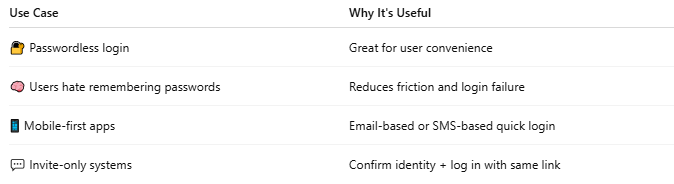 Use Case Why It's Useful
🔐 Passwordless login Great for user convenience
🧠 Users hate remembering passwords Reduces friction and login failure
📱 Mobile-first apps Email-based or SMS-based quick login
💬 Invite-only systems Confirm identity + log in with same link